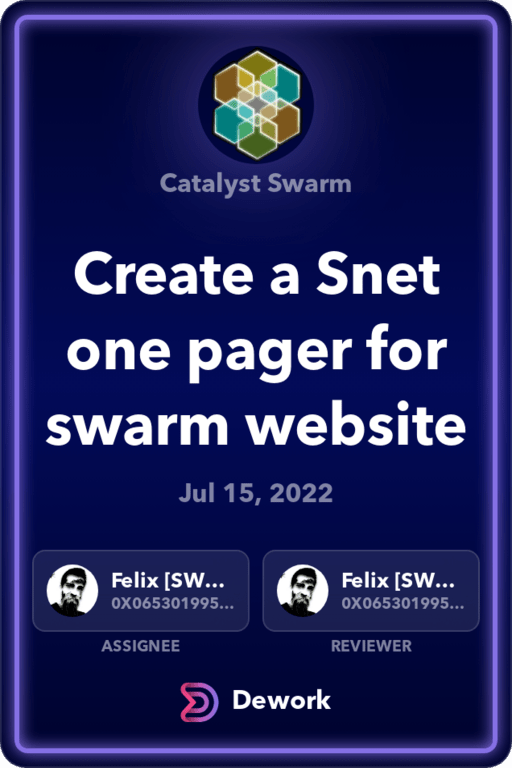 Catalyst Swarm
Create a Snet
one pager for
swarm website
Jul 15, 2022
Felix [SW...
0X065301995...
ASSIGNEE
Felix [SW...
0X065301995...
REVIEWER
Dework